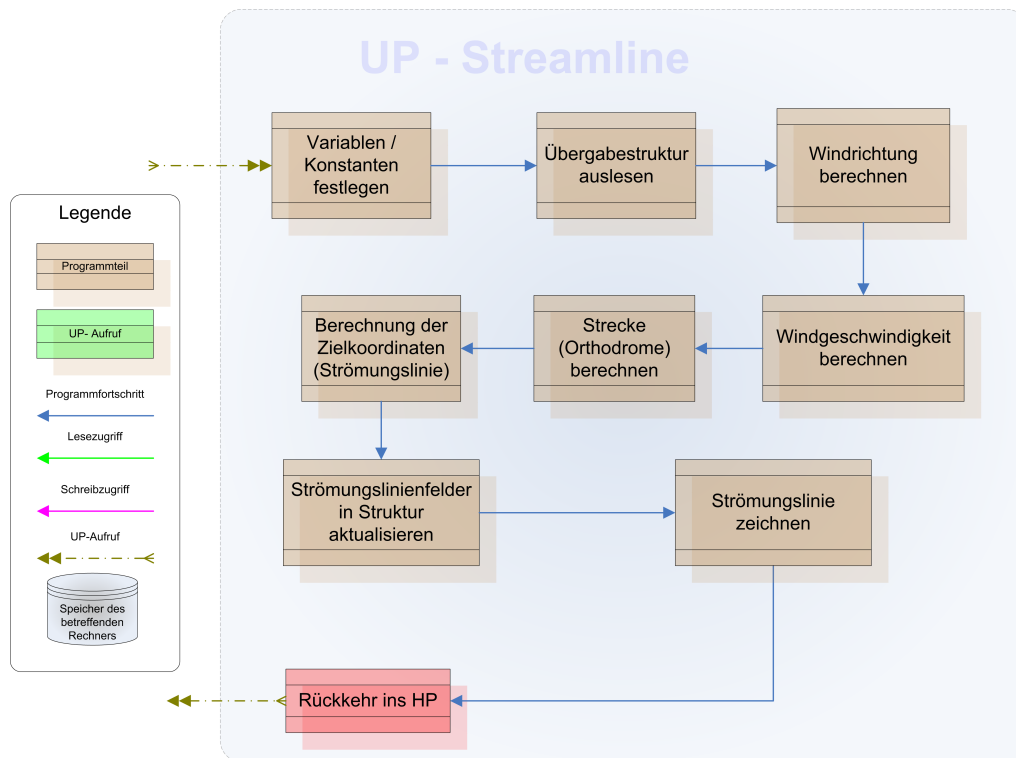 UP - Streamline
Variablen /
Konstanten
festlegen
Übergabestruktur
auslesen
Windrichtung
berechnen
Windgeschwindigkeit
berechnen
Strecke
(Orthodrome)
berechnen
Berechnung der
Zielkoordinaten
(Strömungslinie)
Strömungslinienfelder
in Struktur
aktualisieren
Strömungslinie
zeichnen
Rückkehr ins HP
Legende
Programmteil
UP- Aufruf
Programmfortschritt
Lesezugriff
Schreibzugriff
UP-Aufruf
Speicher des
betreffenden
Rechners